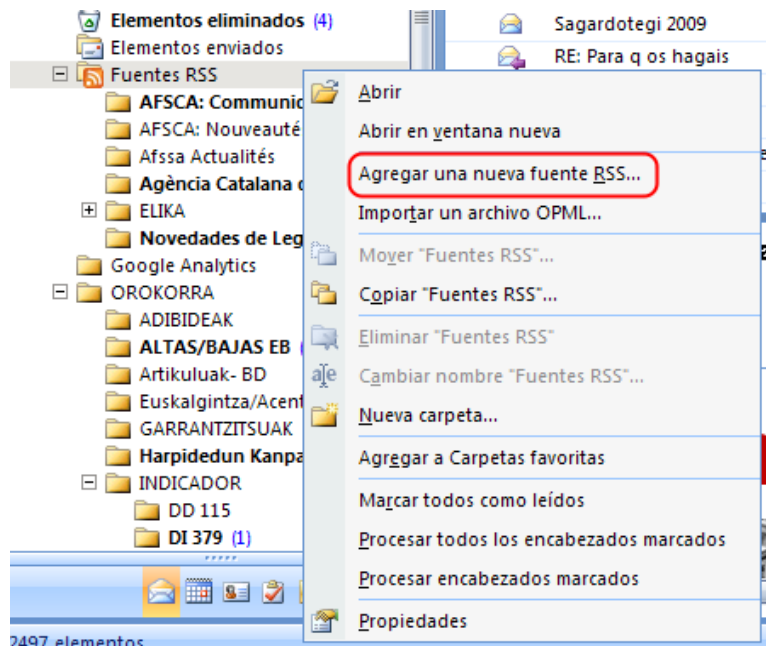 Elementos eliminados (4)
Elementos enviados
Fuentes RSS
AFSCA: Communic
AFSCA: Nouveauté
Afssa Actualités
Agència Catalana
ELIKA
Novedades de Leg
Google Analytics
OROKORRA
ADIBIDEAK
ALTAS/BAJAS EB
Artikuluak- BD
Euskalgintza/Acent
GARRANTZITSUAK
Harpidedun Kanpa
INDICADOR
DD 115
DI 379 (1)
2497 elementos
Sagardotegi 2009
RE: Para q os hagais
Abrir
Abrir en ventana nueva
Agregar una nueva fuente RSS...
Importar un archivo OPML...
Mover "Fuentes RSS"...
Copiar "Fuentes RSS"...
Eliminar "Fuentes RSS"
Cambiar nombre "Fuentes RSS"...
Nueva carpeta...
Agregar a Carpetas favoritas
Marcar todos como leídos
Procesar todos los encabezados marcados
Procesar encabezados marcados
Propiedades